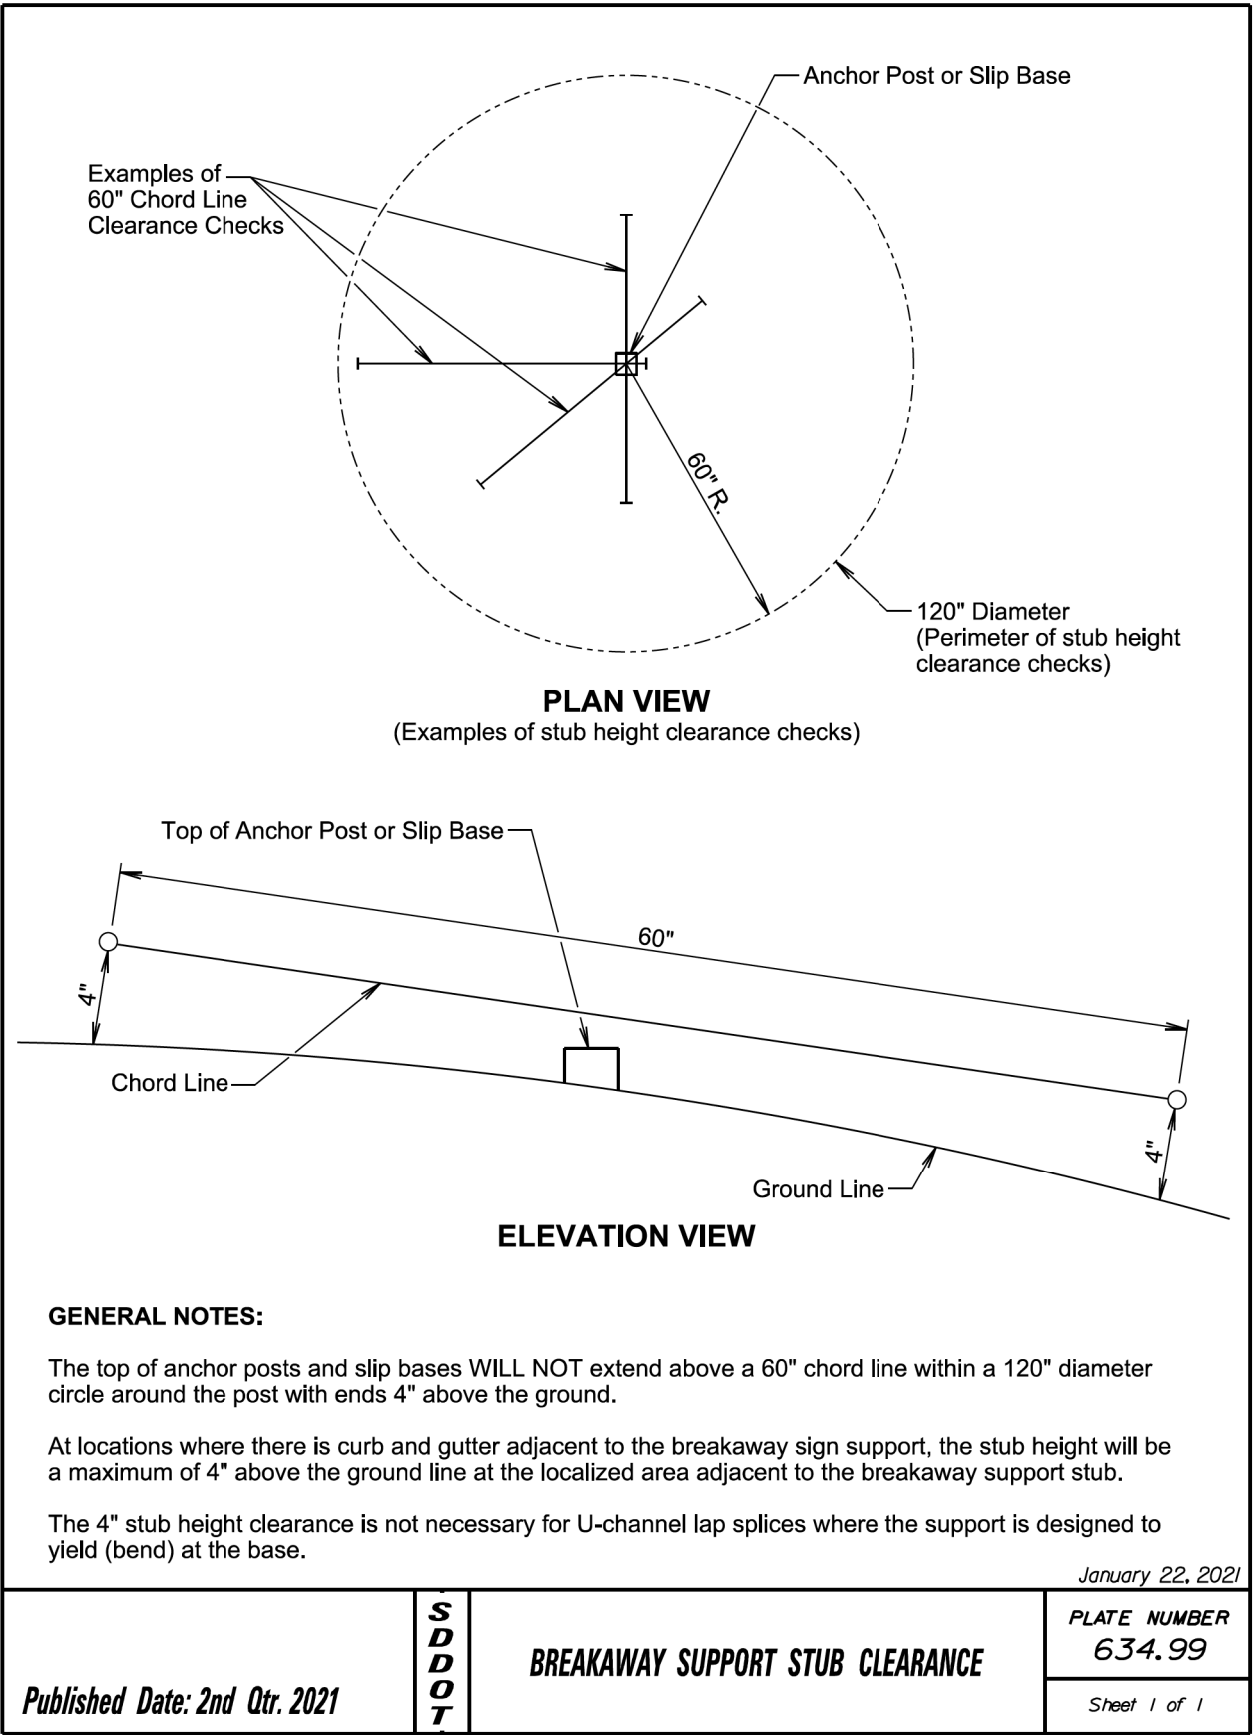 Anchor Post or Slip Base
Examples of
60" Chord Line
Clearance Checks
60" R.
120" Diameter
(Perimeter of stub height
clearance checks)
PLAN VIEW
(Examples of stub height clearance checks)
Top of Anchor Post or Slip Base
60"
4"
Chord Line
4"
Ground Line
ELEVATION VIEW
GENERAL NOTES:
The top of anchor posts and slip bases WILL NOT extend above a 60" chord line within a 120" diameter
circle around the post with ends 4" above the ground.
At locations where there is curb and gutter adjacent to the breakaway sign support, the stub height will be
a maximum of 4" above the ground line at the localized area adjacent to the breakaway support stub.
The 4" stub height clearance is not necessary for U-channel lap splices where the support is designed to
yield (bend) at the base.
January 22, 2021
Published Date: 2nd Qtr. 2021
S
D
D
O
T
BREAKAWAY SUPPORT STUB CLEARANCE
PLATE NUMBER
634.99
Sheet 1 of 1